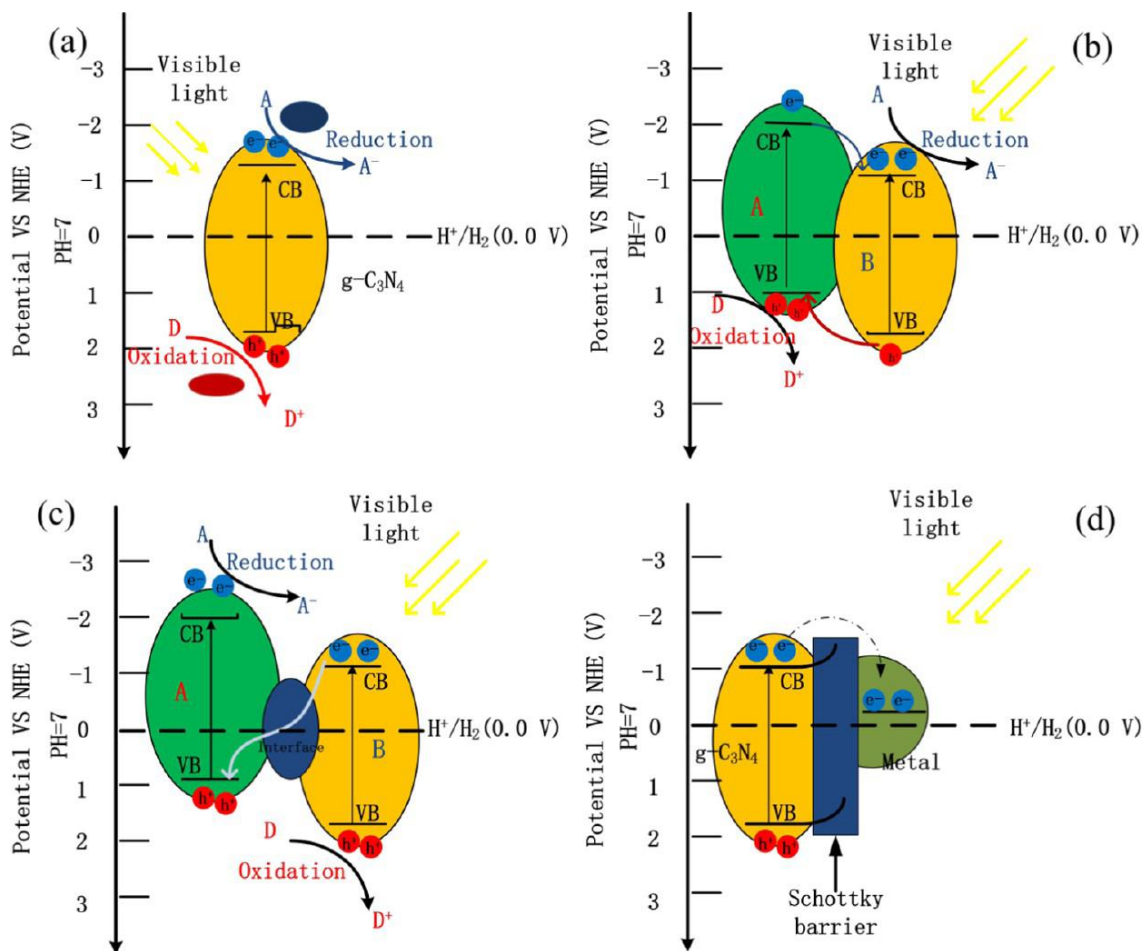 (a)
Potential VS NHE (V)
PH=7
-3
-2
-1
0
1
2
3
Visible
light
A
e- e-
Reduction
A⁻
CB
H⁺/H₂(0.0 V)
g-C₃N₄
VB
D
h⁺ h⁺
Oxidation
D⁺
(b)
Potential VS NHE (V)
PH=7
-3
-2
-1
0
1
2
3
Visible
light
e-
A
CB
e- e-
Reduction
A⁻
CB
A
H⁺/H₂(0.0 V)
B
VB
D
h⁺ h⁺
Oxidation
VB
h
D⁺
(c)
Potential VS NHE (V)
PH=7
-3
-2
-1
0
1
2
3
Visible
light
A
Reduction
e- e-
A⁻
CB
e- e-
CB
A
H⁺/H₂(0.0 V)
Interface
B
VB
h⁺ h⁺
VB
D
h⁺ h⁺
Oxidation
D⁺
(d)
Potential VS NHE (V)
PH=7
-3
-2
-1
0
1
2
3
Visible
light
e- e-
CB
e- e-
H⁺/H₂(0.0 V)
g-C₃N₄
Metal
VB
h⁺ h⁺
Schottky
barrier